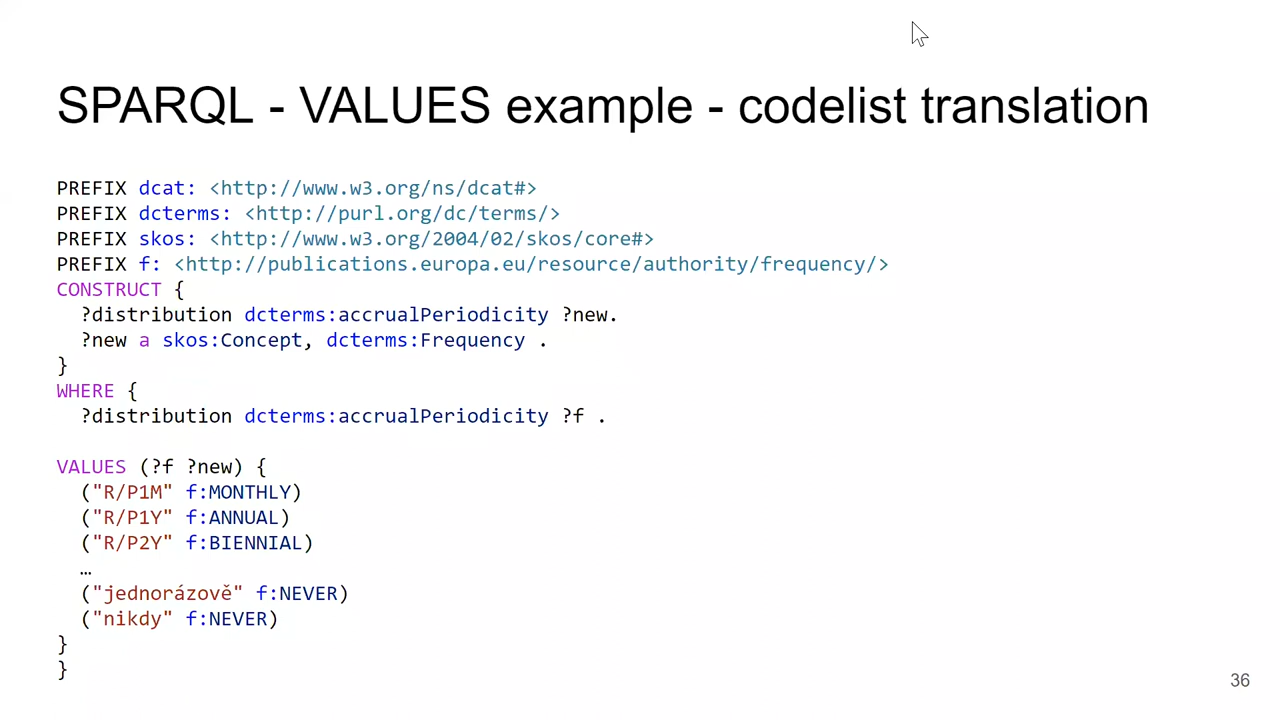 SPARQL - VALUES example - codelist translation
PREFIX dcat: <http://www.w3.org/ns/dcat#>
PREFIX dcterms: <http://purl.org/dc/terms/>
PREFIX skos: <http://www.w3.org/2004/02/skos/core#>
PREFIX f: <http://publications.europa.eu/resource/authority/frequency/>
CONSTRUCT {
  ?distribution dcterms:accrualPeriodicity ?new.
  ?new a skos:Concept, dcterms:Frequency .
}
WHERE {
  ?distribution dcterms:accrualPeriodicity ?f .
VALUES (?f ?new) {
  ("R/P1M" f:MONTHLY)
  ("R/P1Y" f:ANNUAL)
  ("R/P2Y" f:BIENNIAL)
  …
  ("jednorázově" f:NEVER)
  ("nikdy" f:NEVER)
}
}
36